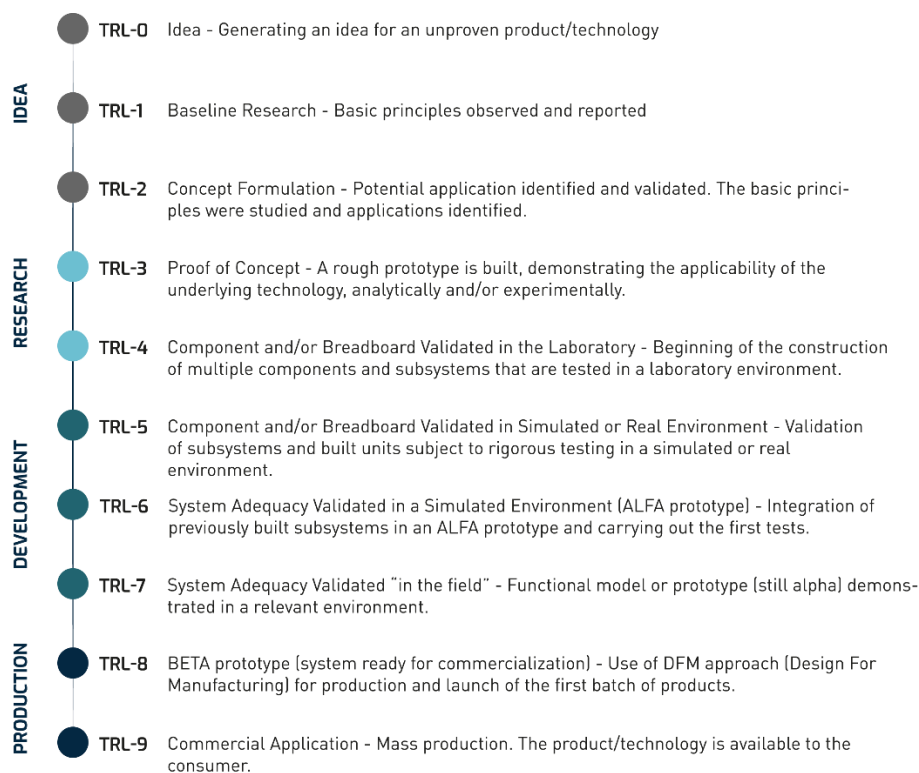 IDEA
TRL-0 Idea - Generating an idea for an unproven product/technology
TRL-1 Baseline Research - Basic principles observed and reported
TRL-2 Concept Formulation - Potential application identified and validated. The basic princi-
ples were studied and applications identified.
RESEARCH
TRL-3 Proof of Concept - A rough prototype is built, demonstrating the applicability of the
underlying technology, analytically and/or experimentally.
TRL-4 Component and/or Breadboard Validated in the Laboratory - Beginning of the construction
of multiple components and subsystems that are tested in a laboratory environment.
DEVELOPMENT
TRL-5 Component and/or Breadboard Validated in Simulated or Real Environment - Validation
of subsystems and built units subject to rigorous testing in a simulated or real
environment.
TRL-6 System Adequacy Validated in a Simulated Environment (ALFA prototype) - Integration of
previously built subsystems in an ALFA prototype and carrying out the first tests.
TRL-7 System Adequacy Validated "in the field" - Functional model or prototype (still alpha) demons-
trated in a relevant environment.
PRODUCTION
TRL-8 BETA prototype (system ready for commercialization) - Use of DFM approach (Design For
Manufacturing) for production and launch of the first batch of products.
TRL-9 Commercial Application - Mass production. The product/technology is available to the
consumer.